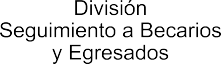 División
Seguimiento a Becarios
y Egresados